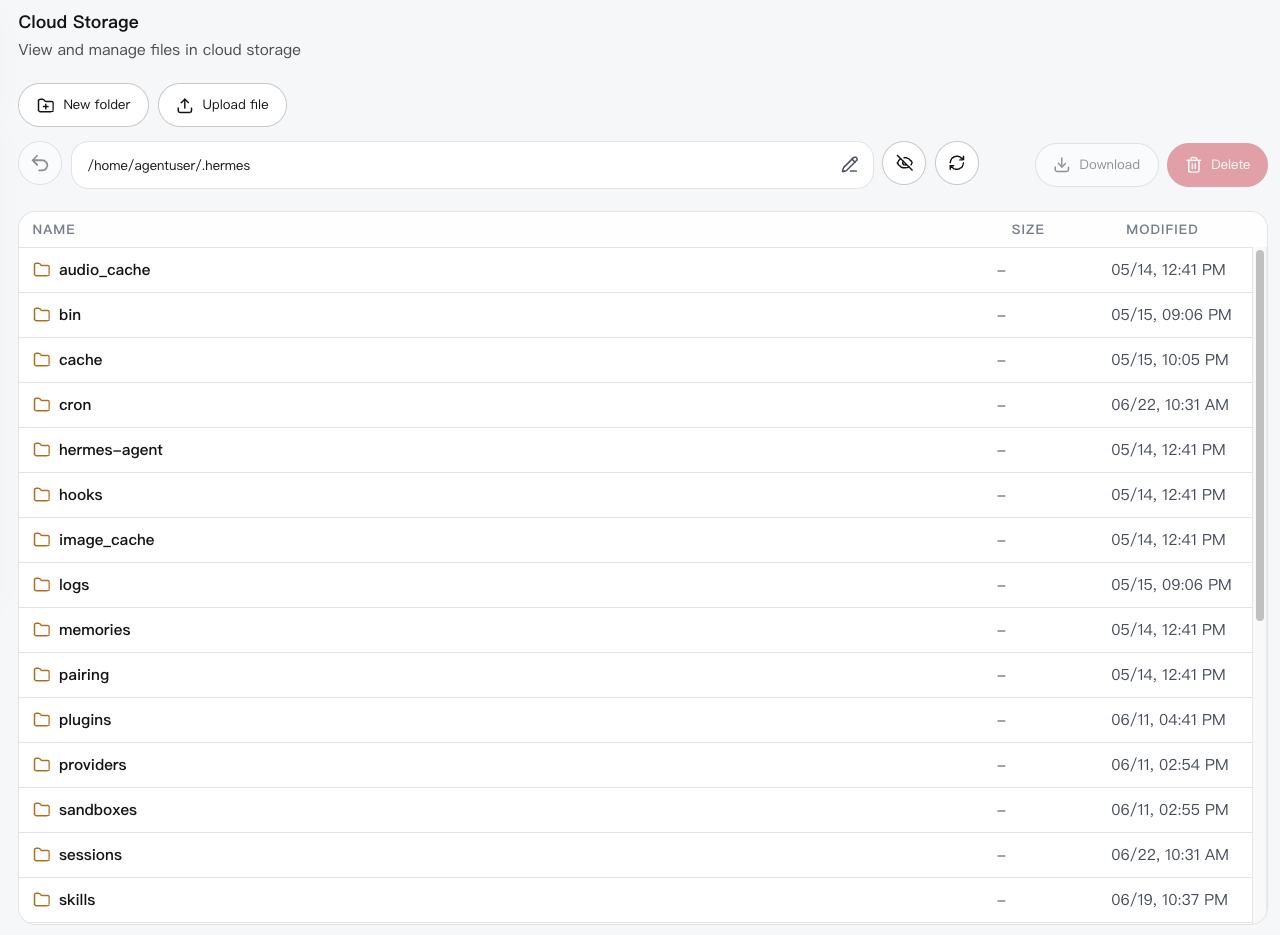 Cloud Storage
View and manage files in cloud storage
New folder Upload file
/home/agentuser/.hermes Download Delete
NAME SIZE MODIFIED
audio_cache – 05/14, 12:41 PM
bin – 05/15, 09:06 PM
cache – 05/15, 10:05 PM
cron – 06/22, 10:31 AM
hermes-agent – 05/14, 12:41 PM
hooks – 05/14, 12:41 PM
image_cache – 05/14, 12:41 PM
logs – 05/15, 09:06 PM
memories – 05/14, 12:41 PM
pairing – 05/14, 12:41 PM
plugins – 06/11, 04:41 PM
providers – 06/11, 02:54 PM
sandboxes – 06/11, 02:55 PM
sessions – 06/22, 10:31 AM
skills – 06/19, 10:37 PM